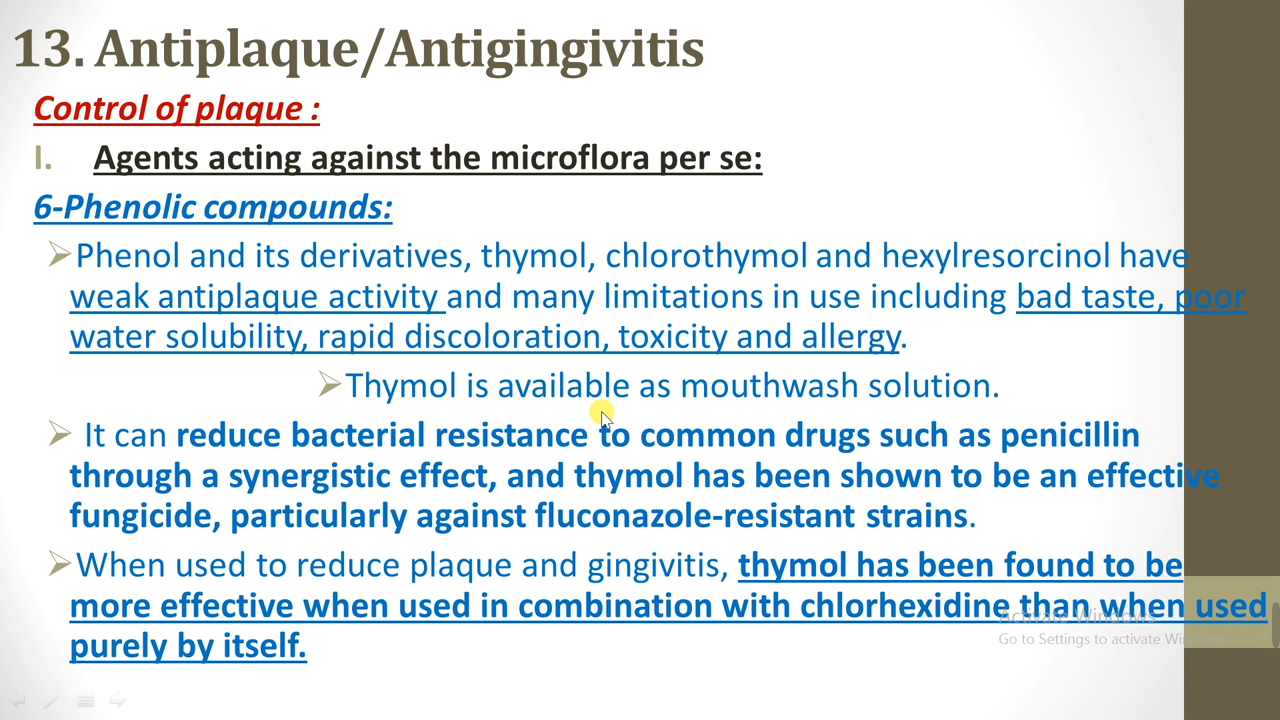 13. Antiplaque/Antigingivitis
Control of plaque :
I. Agents acting against the microflora per se:
6-Phenolic compounds:
➢Phenol and its derivatives, thymol, chlorothymol and hexylresorcinol have
weak antiplaque activity and many limitations in use including bad taste, poor
water solubility, rapid discoloration, toxicity and allergy.
➢Thymol is available as mouthwash solution.
➢ It can reduce bacterial resistance to common drugs such as penicillin
through a synergistic effect, and thymol has been shown to be an effective
fungicide, particularly against fluconazole-resistant strains.
➢When used to reduce plaque and gingivitis, thymol has been found to be
more effective when used in combination with chlorhexidine than when used
purely by itself.
Activate Windows
Go to Settings to activate Windows.